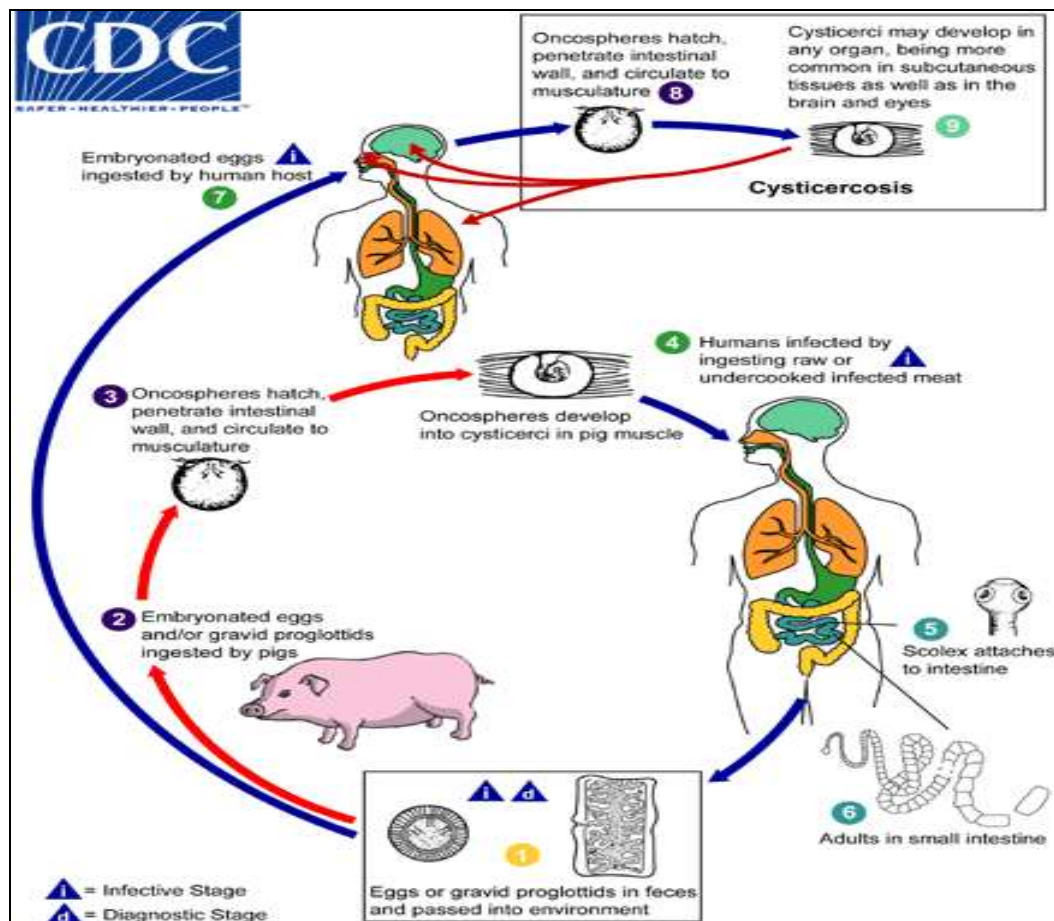 CDC
SAFER•HEALTHIER•PEOPLE™
Oncospheres hatch,
penetrate intestinal
wall, and circulate to
musculature 8
Cysticerci may develop in
any organ, being more
common in subcutaneous
tissues as well as in the
brain and eyes
9
Cysticercosis
Embryonated eggs i
ingested by human host
7
3 Oncospheres hatch,
penetrate intestinal
wall, and circulate to
musculature
Oncospheres develop
into cysticerci in pig muscle
4 Humans infected by
ingesting raw or i
undercooked infected meat
2 Embryonated eggs
and/or gravid proglottids
ingested by pigs
5
Scolex attaches
to intestine
6
Adults in small intestine
i d
1
Eggs or gravid proglottids in feces
and passed into environment
i = Infective Stage
d = Diagnostic Stage